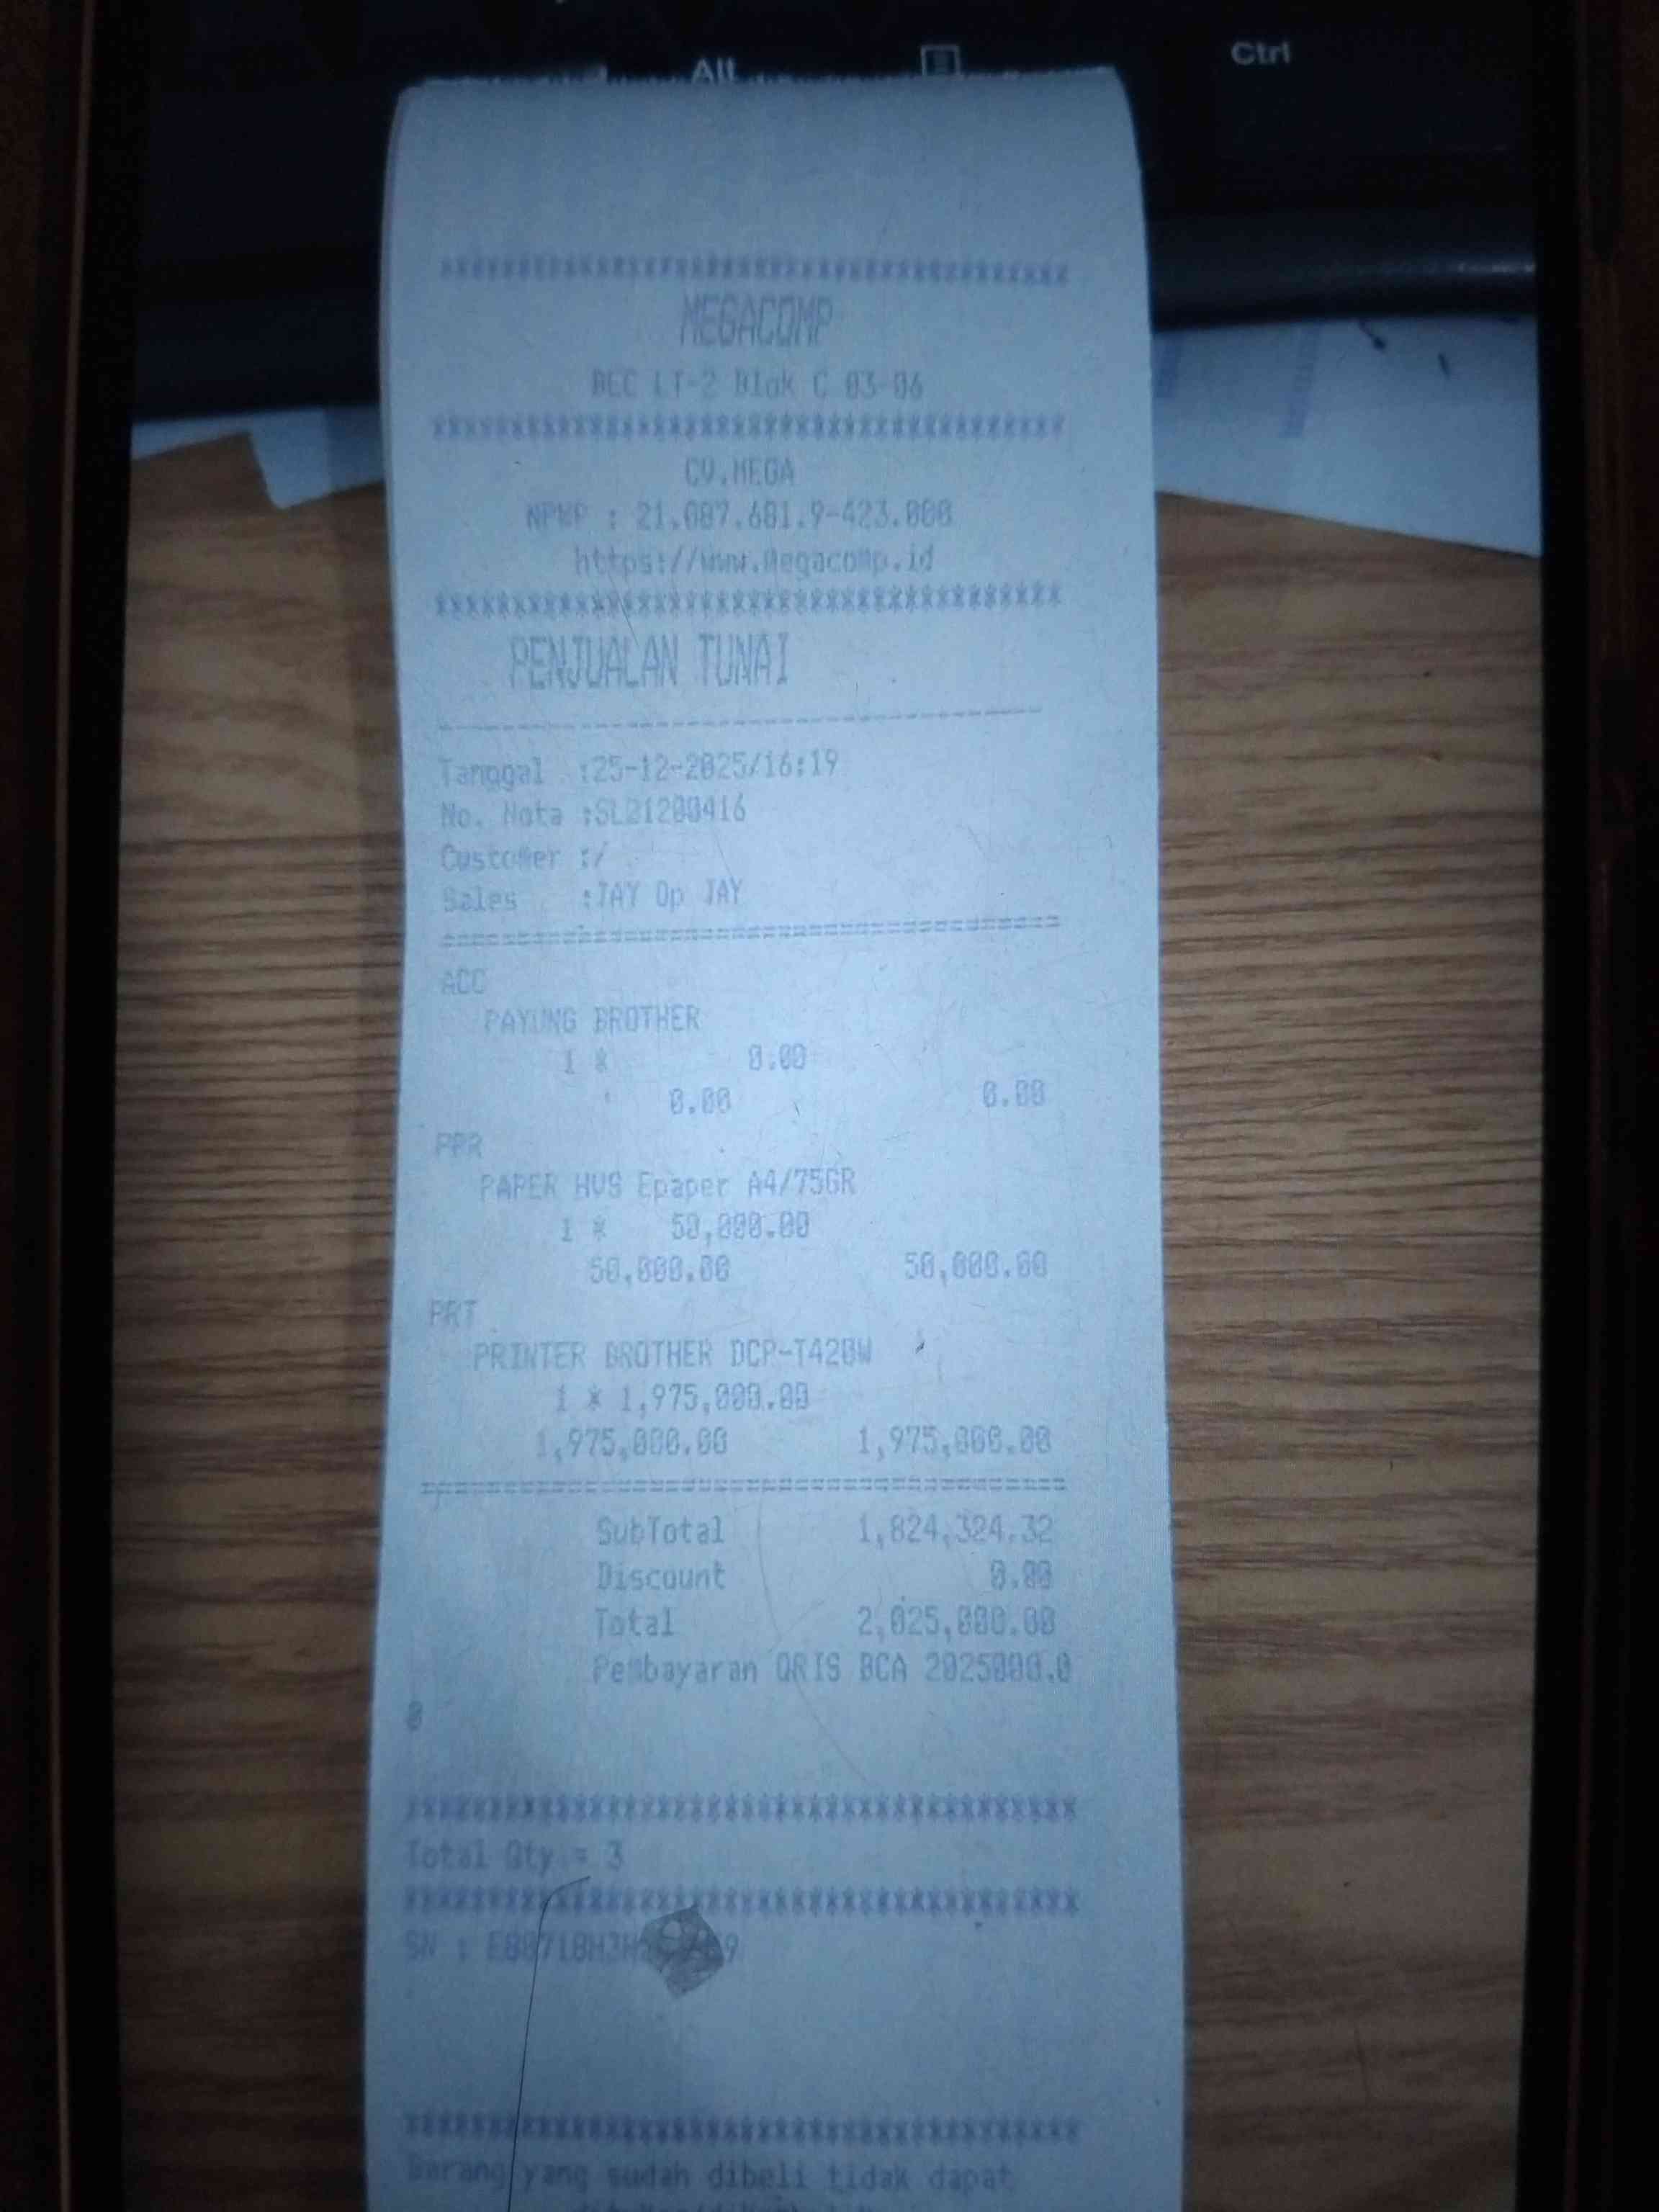 Alt
Ctrl
****************************************
MEGACOMP
BEC LT-2 Blok C 03-06
****************************************
CV.MEGA
NPWP : 21.087.681.9-423.000
https://www.megacomp.id
****************************************
PENJUALAN TUNAI
----------------------------------------
Tanggal :25-12-2025/16:19
No. Nota :SL21200416
Customer :/
Sales :JAY Op JAY
========================================
ACC
PAYUNG BROTHER
1 * 0.00
0.00 0.00
PPR
PAPER HVS Epaper A4/75GR
1 * 50,000.00
50,000.00 50,000.00
PRT
PRINTER BROTHER DCP-T420W
1 * 1,975,000.00
1,975,000.00 1,975,000.00
========================================
SubTotal 1,824,324.32
Discount 0.00
Total 2,025,000.00
Pembayaran QRIS BCA 2025000.0
0
****************************************
Total Qty = 3
****************************************
SN :
****************************************
Barang yang sudah dibeli tidak dapat